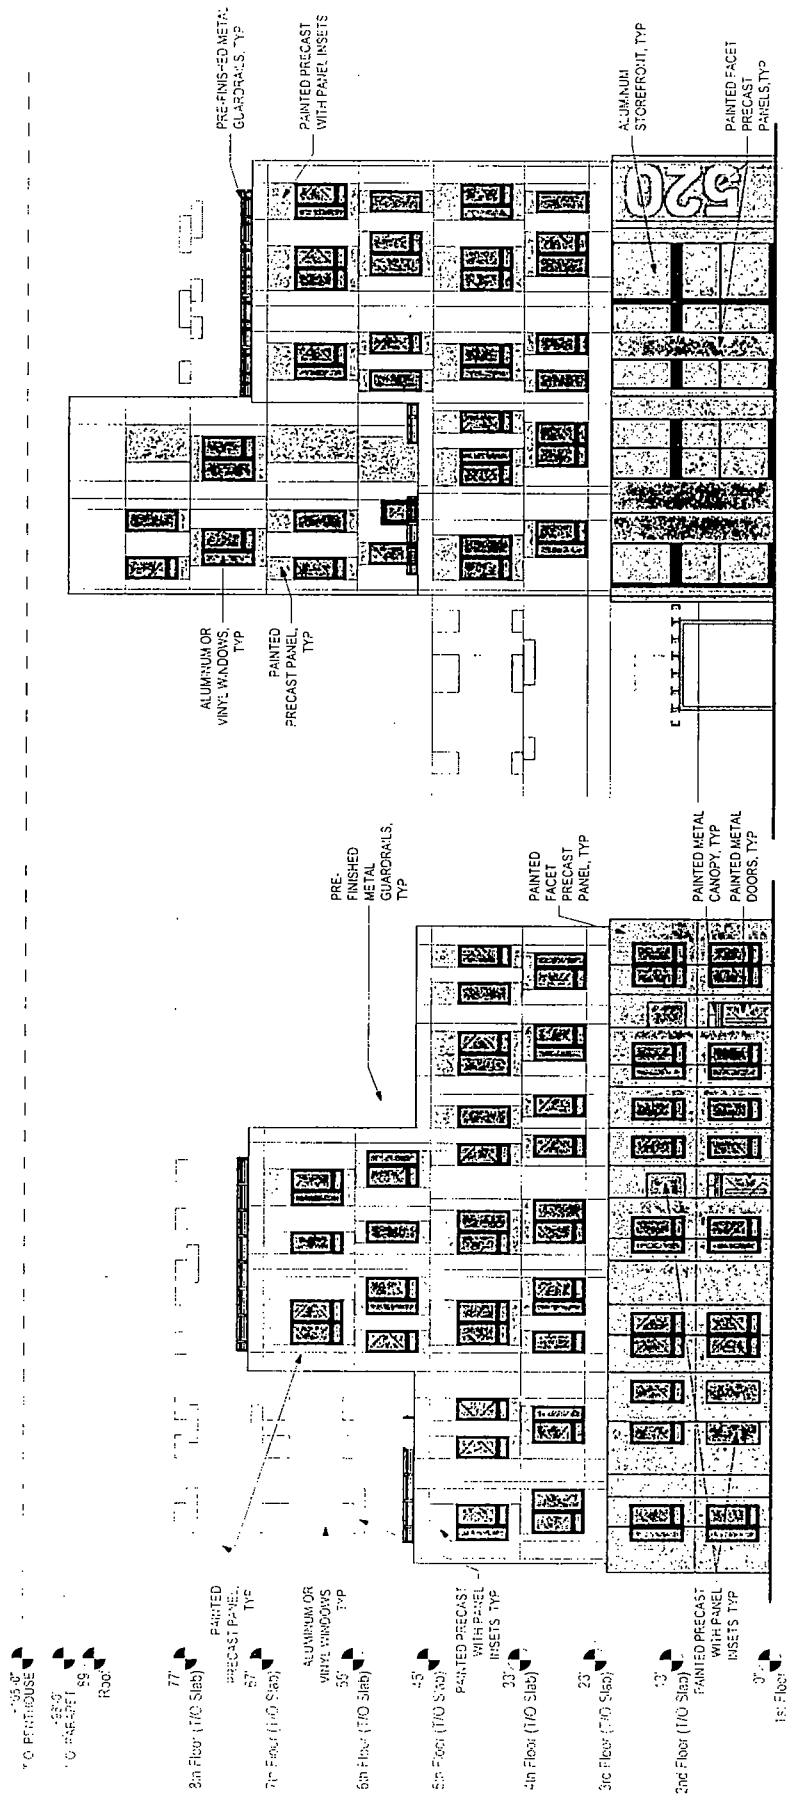 PRE-FINISHED METAL
GUARDRAILS, TYP
PAINTED PRECAST
WITH PANEL INSETS
ALUMINUM
STOREFRONT, TYP
PAINTED FACET
PRECAST
PANELS, TYP
520
ALUMINUM OR
VINYL WINDOWS,
TYP
PAINTED
PRECAST PANEL,
TYP
PRE-
FINISHED
METAL
GUARDRAILS,
TYP
PAINTED
FACET
PRECAST
PANEL, TYP
PAINTED METAL
CANOPY, TYP
PAINTED METAL
DOORS, TYP
PAINTED
PRECAST PANEL,
TYP
ALUMINUM OR
VINYL WINDOWS
TYP
PAINTED PRECAST
WITH PANEL
INSETS TYP
PAINTED PRECAST
WITH PANEL
INSETS TYP
T/O PENTHOUSE
T/O PARAPET
Roof
77'
8th Floor (T/O Slab)
67'
7th Floor (T/O Slab)
6th Floor (T/O Slab)
45'
5th Floor (T/O Slab)
33'
4th Floor (T/O Slab)
23'
3rd Floor (T/O Slab)
13'
2nd Floor (T/O Slab)
0"
1st Floor